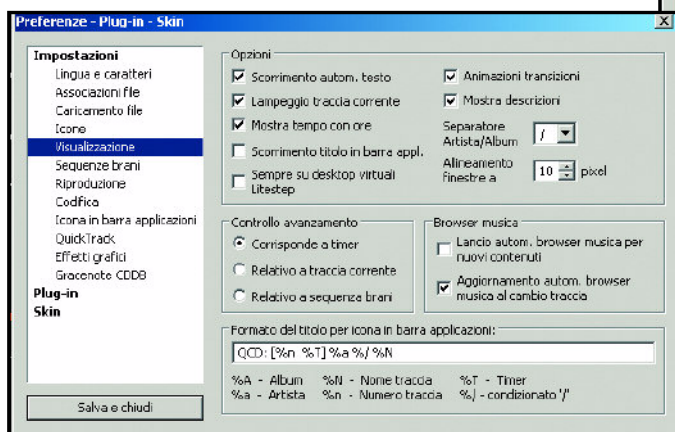 Preferenze - Plug-in - Skin
Impostazioni
Lingua e caratteri
Associazioni file
Caricamento file
Icone
Visualizzazione
Sequenze brani
Riproduzione
Codifica
Icona in barra applicazioni
QuickTrack
Effetti grafici
Gracenote CDDB
Plug-in
Skin
Salva e chiudi
Opzioni
Scorrimento autom. testo
Lampeggio traccia corrente
Mostra tempo con ore
Scorrimento titolo in barra appl.
Sempre su desktop virtuali
Litestep
Animazioni transizioni
Mostra descrizioni
Separatore
Artista/Album
/
Alineamento
finestre a
10
pixel
Controllo avanzamento
Corrisponde a timer
Relativo a traccia corrente
Relativo a sequenza brani
Browser musica
Lancio autom. browser musica per
nuovi contenuti
Aggiornamento autom. browser
musica al cambio traccia
Formato del titolo per icona in barra applicazioni:
QCD: [%n %T] %a %/ %N
%A - Album %N - Nome traccia %T - Timer
%a - Artista %n - Numero traccia %/ - condizionato '/'